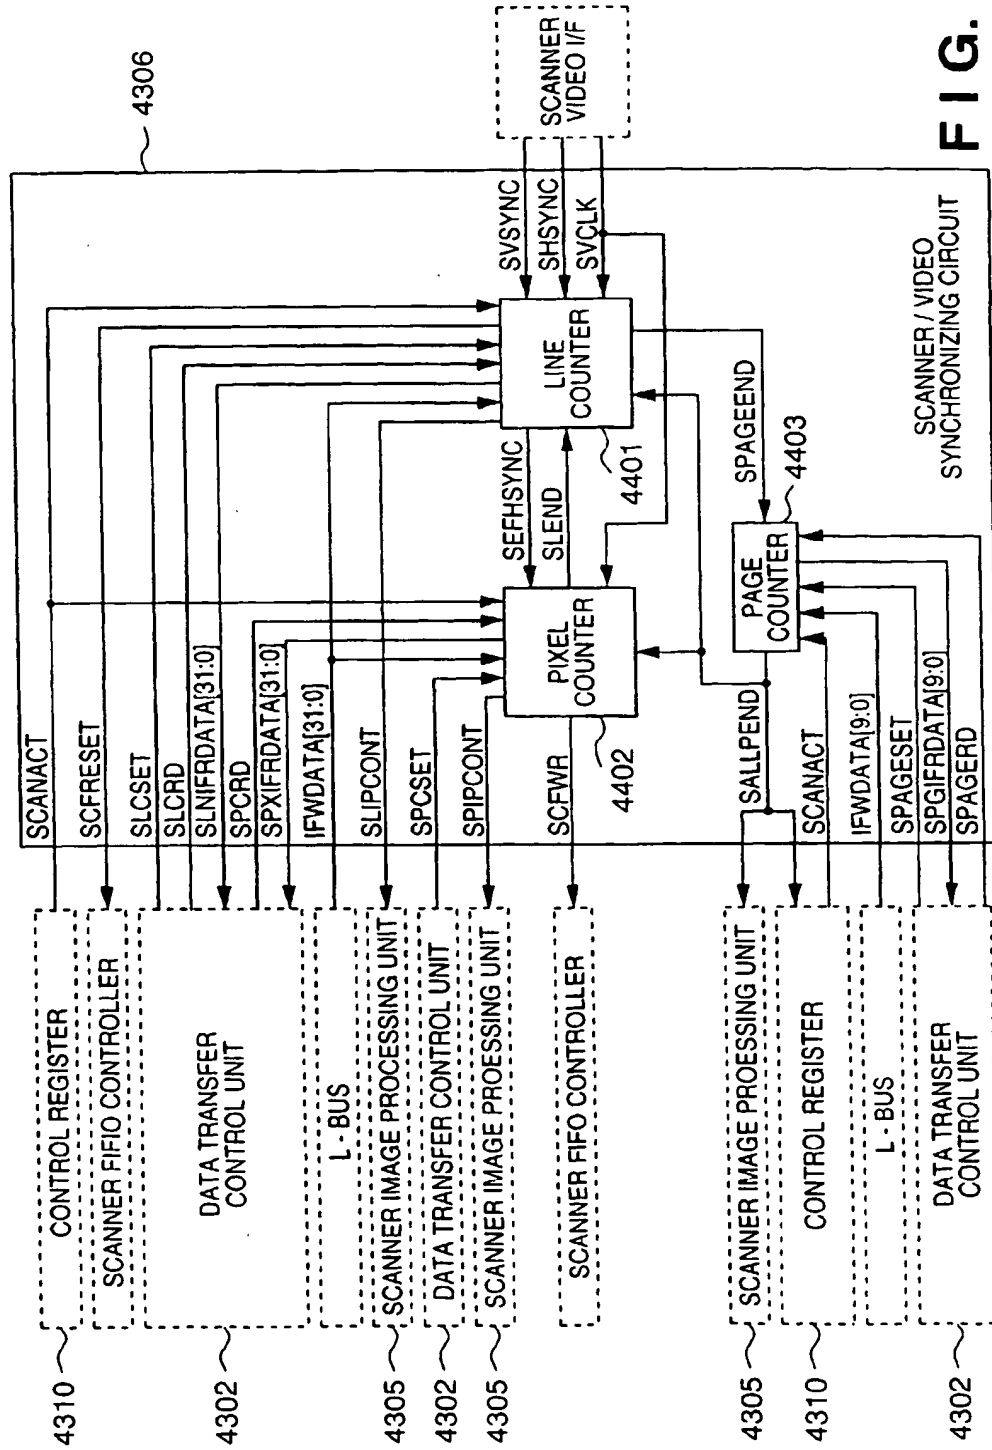 FIG.
4306
SCANNER / VIDEO
SYNCHRONIZING CIRCUIT
SCANNER
VIDEO I/F
SVSYNC
SHSYNC
SVCLK
LINE
COUNTER
4401
SEFHSYNC
SLEND
PIXEL
COUNTER
4402
SPAGEEND
PAGE
COUNTER
4403
SCANACT
SCFRESET
SLCSET
SLCRD
SLNIFRDATA[31:0]
SPCRD
SPXIFRDATA[31:0]
IFWDATA[31:0]
SLIPCONT
SPCSET
SPIPCONT
SCFWR
SALLPEND
SCANACT
IFWDATA[9:0]
SPAGESET
SPGIFRDATA[9:0]
SPAGERD
CONTROL REGISTER
SCANNER FIFIO CONTROLLER
DATA TRANSFER
CONTROL UNIT
L - BUS
SCANNER IMAGE PROCESSING UNIT
DATA TRANSFER CONTROL UNIT
SCANNER IMAGE PROESSING UNIT
SCANNER FIFO CONTROLLER
SCANNER IMAGE PROESSING UNIT
CONTROL REGISTER
L - BUS
DATA TRANSFER
CONTROL UNIT
4310
4302
4305
4302
4305
4305
4310
4302